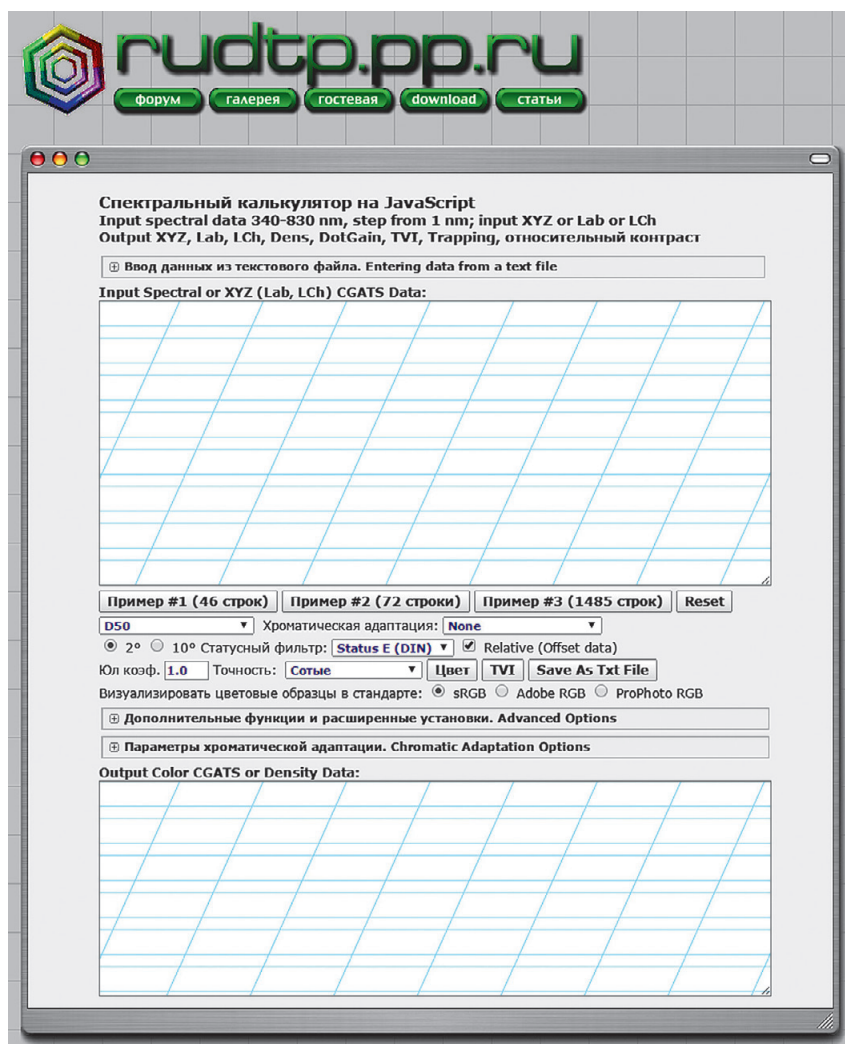 rudtp.pp.ru
форум галерея гостевая download статьи
Спектральный калькулятор на JavaScript
Input spectral data 340-830 nm, step from 1 nm; input XYZ or Lab or LCh
Output XYZ, Lab, LCh, Dens, DotGain, TVI, Trapping, относительный контраст
Ввод данных из текстового файла. Entering data from a text file
Input Spectral or XYZ (Lab, LCh) CGATS Data:
Пример #1 (46 строк) Пример #2 (72 строки) Пример #3 (1485 строк) Reset
D50 Хроматическая адаптация: None
2° 10° Статусный фильтр: Status E (DIN) Relative (Offset data)
Юл коэф. 1.0 Точность: Сотые Цвет TVI Save As Txt File
Визуализировать цветовые образцы в стандарте: sRGB Adobe RGB ProPhoto RGB
Дополнительные функции и расширенные установки. Advanced Options
Параметры хроматической адаптации. Chromatic Adaptation Options
Output Color CGATS or Density Data: